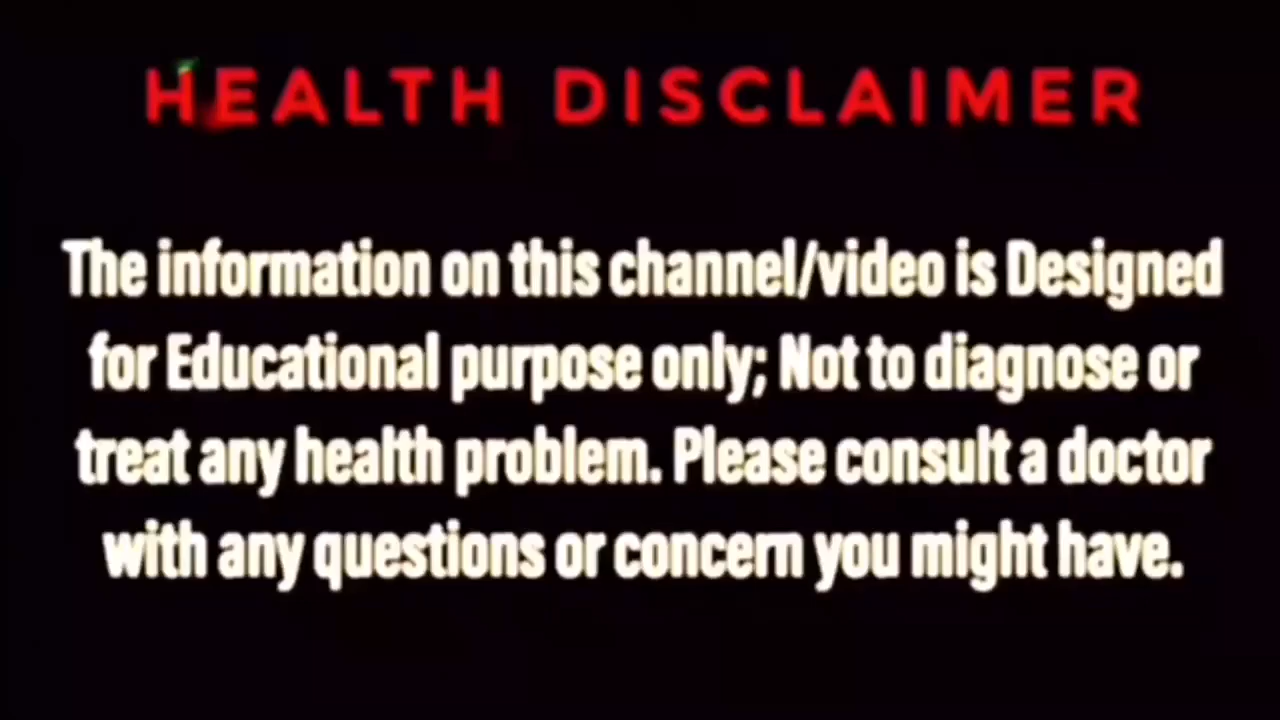 HEALTH DISCLAIMER
The information on this channel/video is Designed
for Educational purpose only; Not to diagnose or
treat any health problem. Please consult a doctor
with any questions or concern you might have.